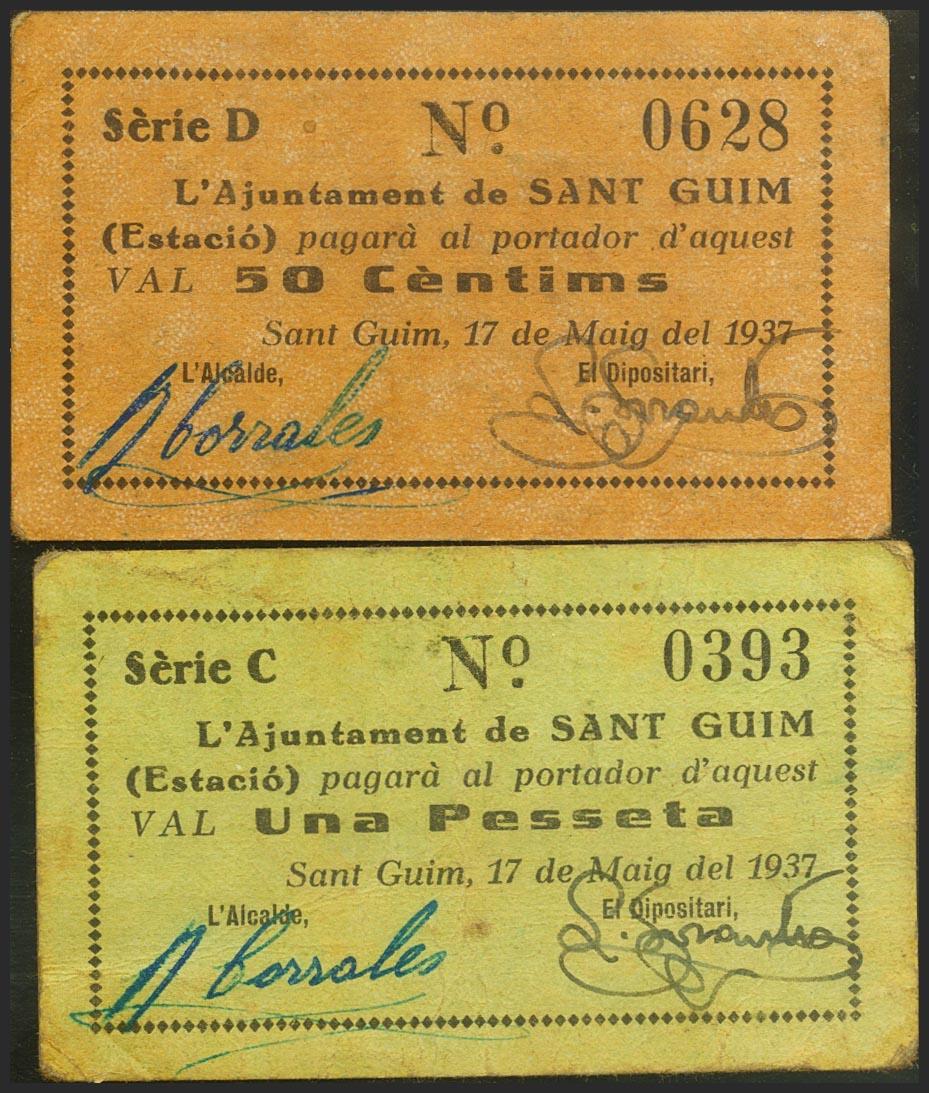 Sèrie D Nº. 0628
L'Ajuntament de SANT GUIM
(Estació) pagarà al portador d'aquest
VAL 50 Cèntims
Sant Guim, 17 de Maig del 1937
L'Alcalde, El Dipositari,
Borrales
Sèrie C Nº. 0393
L'Ajuntament de SANT GUIM
(Estació) pagarà al portador d'aquest
VAL Una Pesseta
Sant Guim, 17 de Maig del 1937
L'Alcalde, El Dipositari,
Borrales